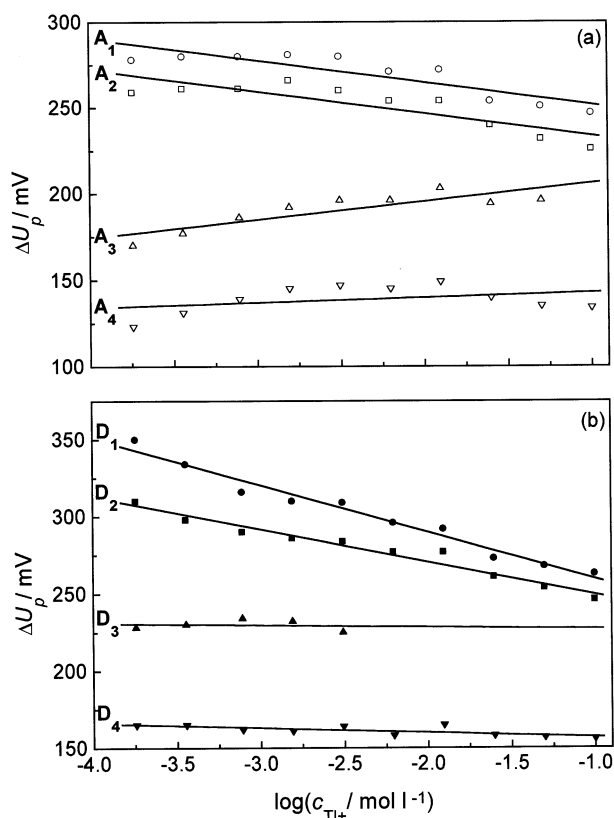 300
(a)
A1
A2
250
200
A3
150
A4
100
ΔUp / mV
(b)
D1
350
D2
300
250
D3
200
D4
150
ΔUp / mV
-4.0 -3.5 -3.0 -2.5 -2.0 -1.5 -1.0
log(cTl+/ mol l-1)